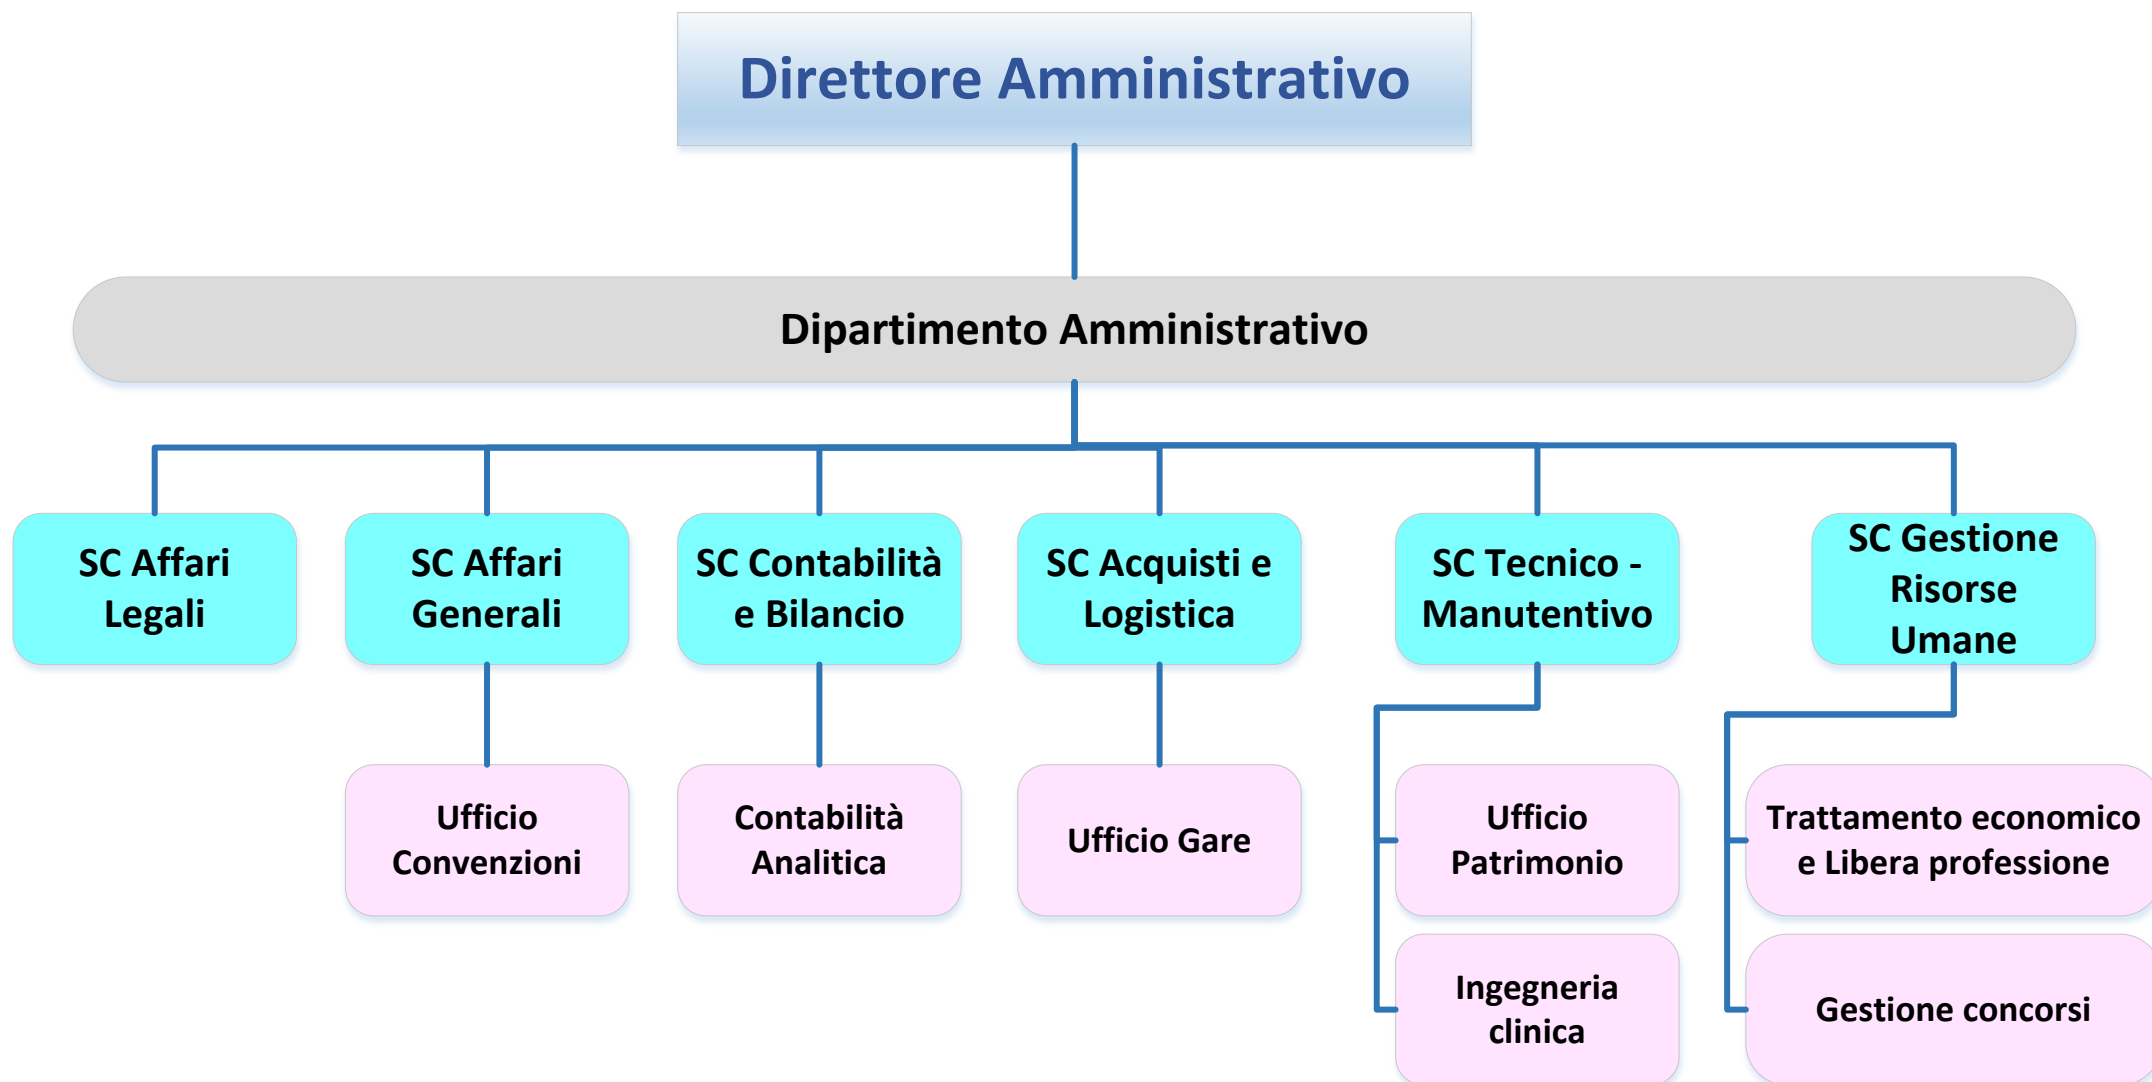 Direttore Amministrativo
Dipartimento Amministrativo
SC Affari
Legali
SC Affari
Generali
SC Contabilità
e Bilancio
SC Acquisti e
Logistica
SC Tecnico -
Manutentivo
SC Gestione
Risorse
Umane
Ufficio
Convenzioni
Contabilità
Analitica
Ufficio Gare
Ufficio
Patrimonio
Trattamento economico
e Libera professione
Ingegneria
clinica
Gestione concorsi